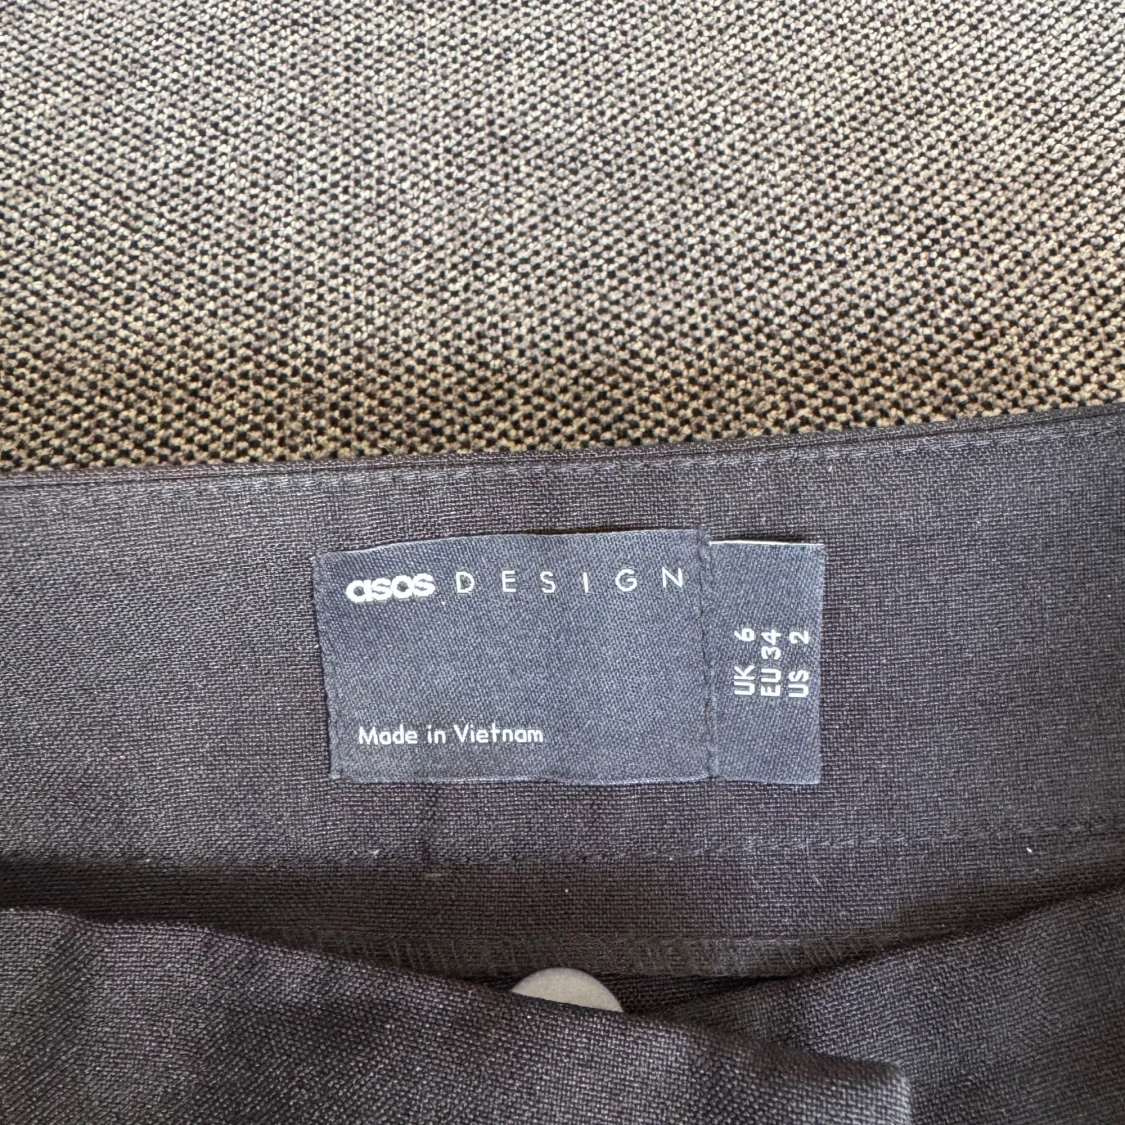 asos DESIGN
Made in Vietnam
UK 6
EU 34
US 2